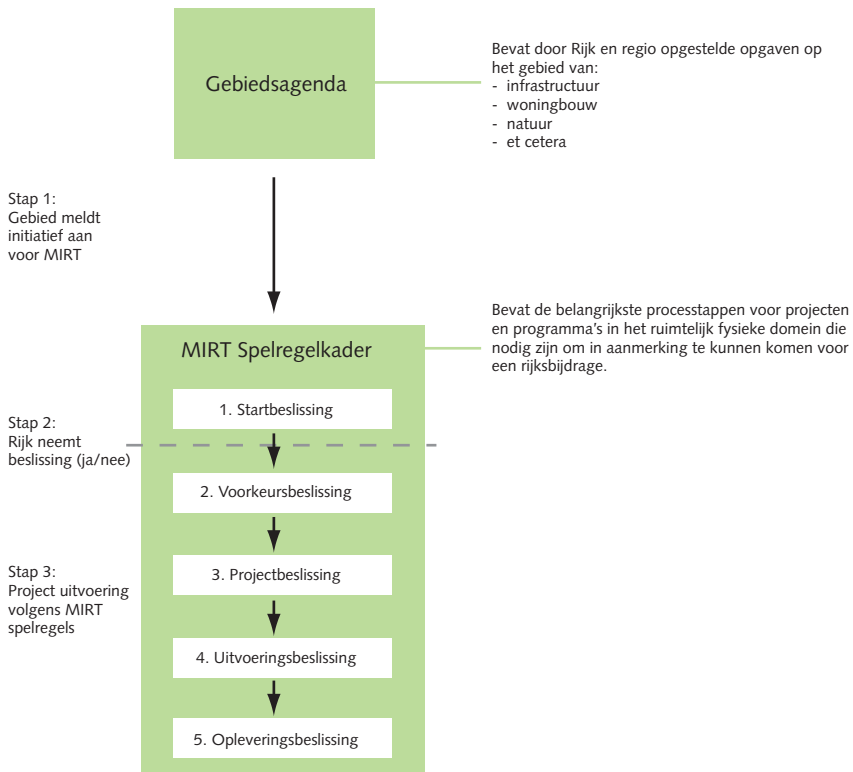 Gebiedsagenda
Bevat door Rijk en regio opgestelde opgaven op
het gebied van:
- infrastructuur
- woningbouw
- natuur
- et cetera
Stap 1:
Gebied meldt
initiatief aan
voor MIRT
MIRT Spelregelkader
Bevat de belangrijkste processtappen voor projecten
en programma's in het ruimtelijk fysieke domein die
nodig zijn om in aanmerking te kunnen komen voor
een rijksbijdrage.
1. Startbeslissing
Stap 2:
Rijk neemt
beslissing (ja/nee)
2. Voorkeursbeslissing
3. Projectbeslissing
Stap 3:
Project uitvoering
volgens MIRT
spelregels
4. Uitvoeringsbeslissing
5. Opleveringsbeslissing